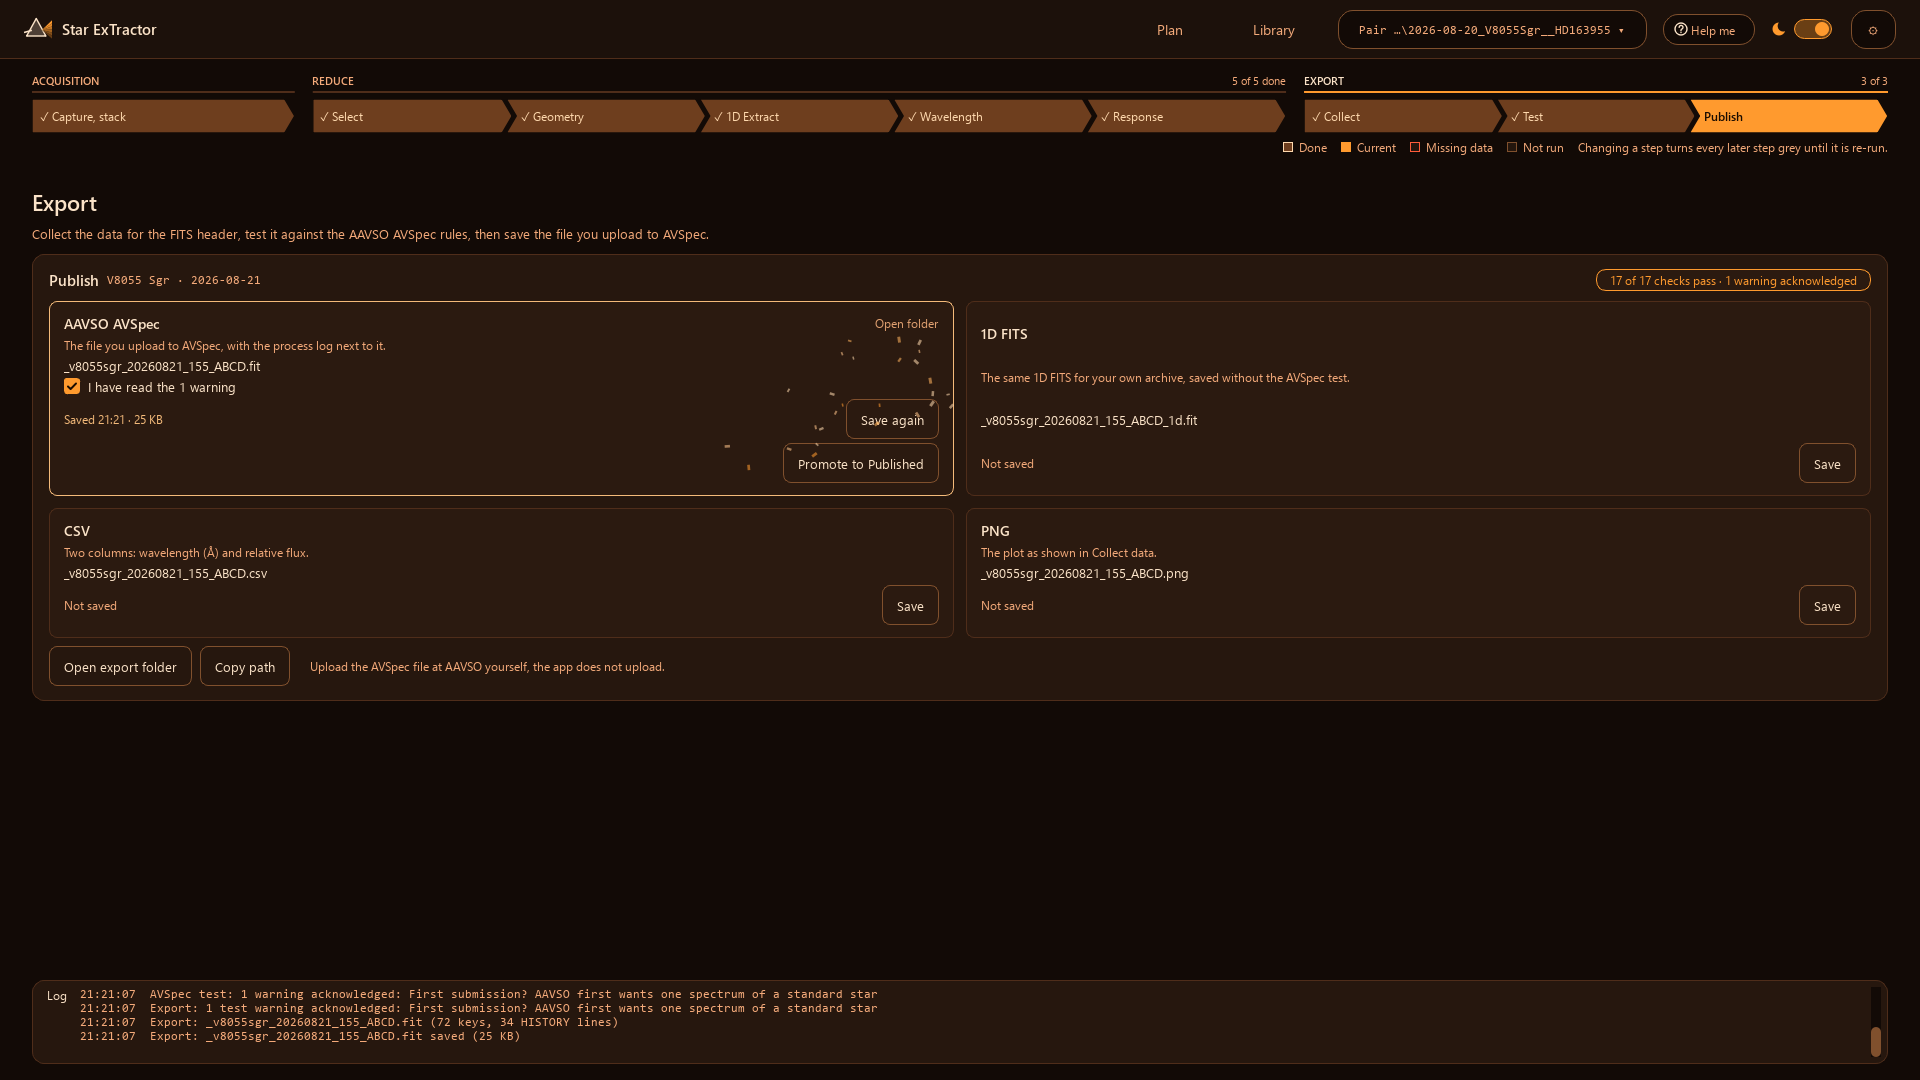 Star ExTractor
Plan
Library
Pair …\2026-08-20_V8055Sgr__HD163955 ▾
Help me
ACQUISITION
✓ Capture, stack
REDUCE
5 of 5 done
✓ Select
✓ Geometry
✓ 1D Extract
✓ Wavelength
✓ Response
EXPORT
3 of 3
✓ Collect
✓ Test
Publish
Done
Current
Missing data
Not run
Changing a step turns every later step grey until it is re-run.
Export
Collect the data for the FITS header, test it against the AAVSO AVSpec rules, then save the file you upload to AVSpec.
Publish V8055 Sgr · 2026-08-21
17 of 17 checks pass · 1 warning acknowledged
AAVSO AVSpec
Open folder
The file you upload to AVSpec, with the process log next to it.
_v8055sgr_20260821_155_ABCD.fit
I have read the 1 warning
Saved 21:21 · 25 KB
Save again
Promote to Published
1D FITS
The same 1D FITS for your own archive, saved without the AVSpec test.
_v8055sgr_20260821_155_ABCD_1d.fit
Not saved
Save
CSV
Two columns: wavelength (Å) and relative flux.
_v8055sgr_20260821_155_ABCD.csv
Not saved
Save
PNG
The plot as shown in Collect data.
_v8055sgr_20260821_155_ABCD.png
Not saved
Save
Open export folder
Copy path
Upload the AVSpec file at AAVSO yourself, the app does not upload.
Log
21:21:07 AVSpec test: 1 warning acknowledged: First submission? AAVSO first wants one spectrum of a standard star
21:21:07 Export: 1 test warning acknowledged: First submission? AAVSO first wants one spectrum of a standard star
21:21:07 Export: _v8055sgr_20260821_155_ABCD.fit (72 keys, 34 HISTORY lines)
21:21:07 Export: _v8055sgr_20260821_155_ABCD.fit saved (25 KB)